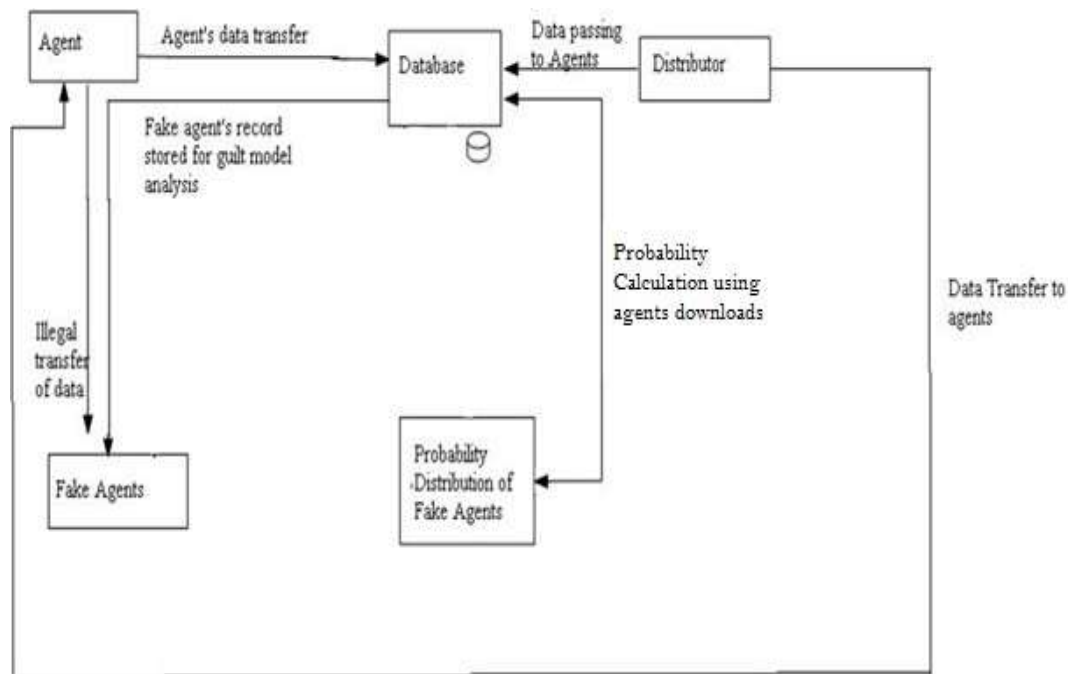 Agent
Agent's data transfer
Database
Data passing
to Agents
Distributor
Fake agent's record
stored for guilt model
analysis
Probability
Calculation using
agents downloads
Data Transfer to
agents
Illegal
transfer
of data
Fake Agents
Probability
Distribution of
Fake Agents